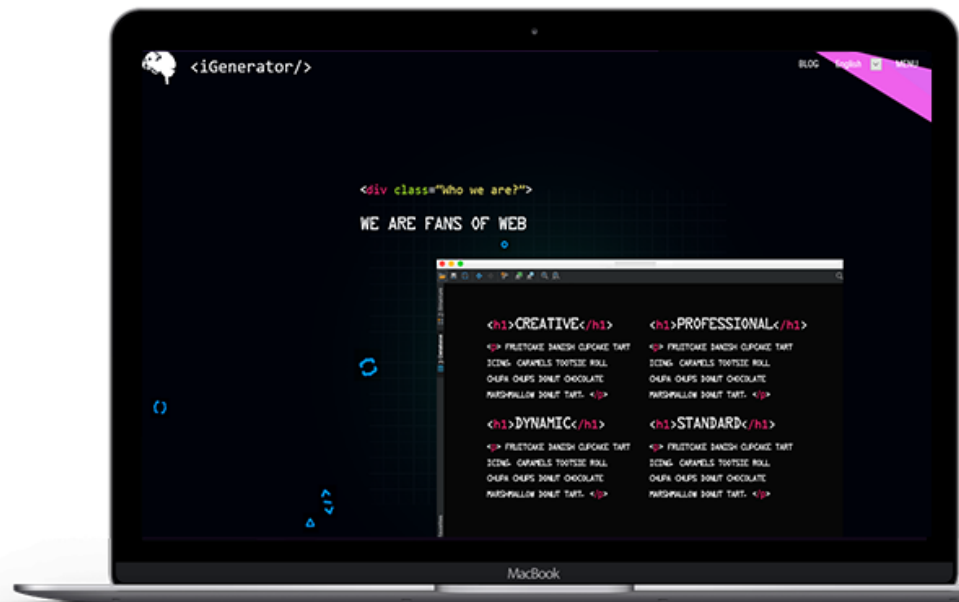 <iGenerator/>
BLOG English MENU
<div class="Who we are?">
WE ARE FANS OF WEB
<h1>CREATIVE</h1>
<p> FRUITCAKE DANISH CUPCAKE TART
ICING. CARAMELS TOOTSIE ROLL
CHUPA CHUPS DONUT CHOCOLATE
MARSHMALLOW DONUT TART. </p>
<h1>PROFESSIONAL</h1>
<p> FRUITCAKE DANISH CUPCAKE TART
ICING. CARAMELS TOOTSIE ROLL
CHUPA CHUPS DONUT CHOCOLATE
MARSHMALLOW DONUT TART. </p>
<h1>DYNAMIC</h1>
<p> FRUITCAKE DANISH CUPCAKE TART
ICING. CARAMELS TOOTSIE ROLL
CHUPA CHUPS DONUT CHOCOLATE
MARSHMALLOW DONUT TART. </p>
<h1>STANDARD</h1>
<p> FRUITCAKE DANISH CUPCAKE TART
ICING. CARAMELS TOOTSIE ROLL
CHUPA CHUPS DONUT CHOCOLATE
MARSHMALLOW DONUT TART. </p>
MacBook